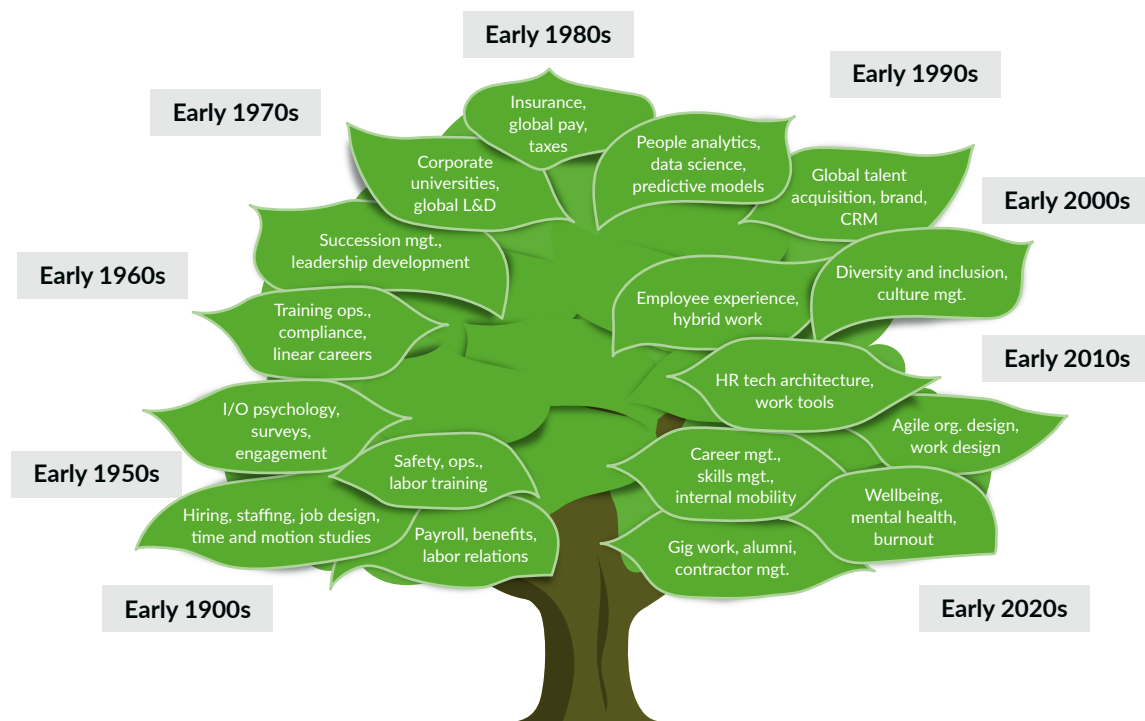 Early 1980s
Early 1990s
Early 1970s
Insurance,
global pay,
taxes
People analytics,
data science,
predictive models
Corporate
universities,
global L&D
Global talent
acquisition, brand,
CRM
Early 2000s
Succession mgt.,
leadership development
Diversity and inclusion,
culture mgt.
Early 1960s
Employee experience,
hybrid work
Training ops.,
compliance,
linear careers
Early 2010s
HR tech architecture,
work tools
I/O psychology,
surveys,
engagement
Agile org. design,
work design
Early 1950s
Safety, ops.,
labor training
Career mgt.,
skills mgt.,
internal mobility
Wellbeing,
mental health,
burnout
Hiring, staffing, job design,
time and motion studies
Payroll, benefits,
labor relations
Gig work, alumni,
contractor mgt.
Early 1900s
Early 2020s